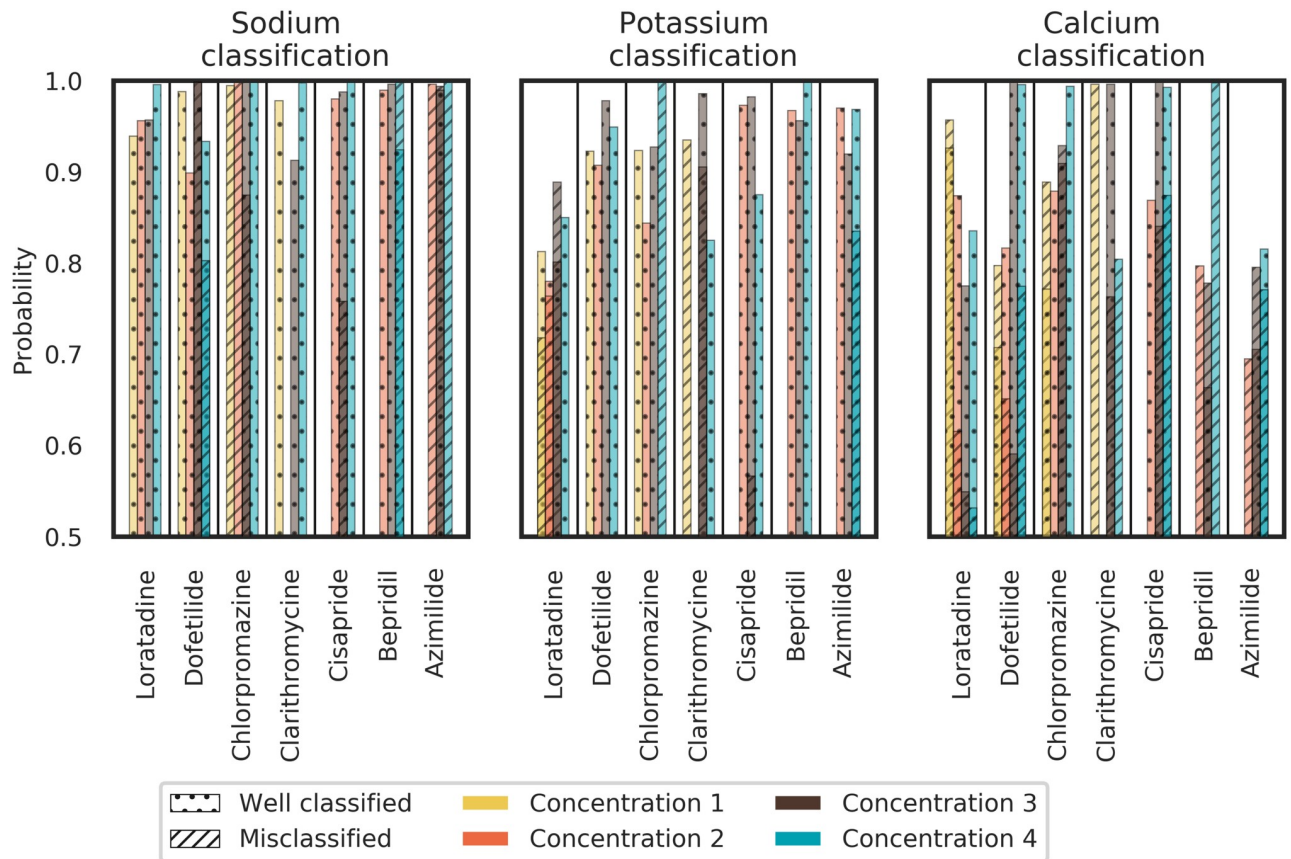 Sodium
classification
Potassium
classification
Calcium
classification
Probability
1.0
0.9
0.8
0.7
0.6
0.5
Loratadine
Dofetilide
Chlorpromazine
Clarithromycine
Cisapride
Bepridil
Azimilide
Loratadine
Dofetilide
Chlorpromazine
Clarithromycine
Cisapride
Bepridil
Azimilide
Loratadine
Dofetilide
Chlorpromazine
Clarithromycine
Cisapride
Bepridil
Azimilide
Well classified
Misclassified
Concentration 1
Concentration 2
Concentration 3
Concentration 4